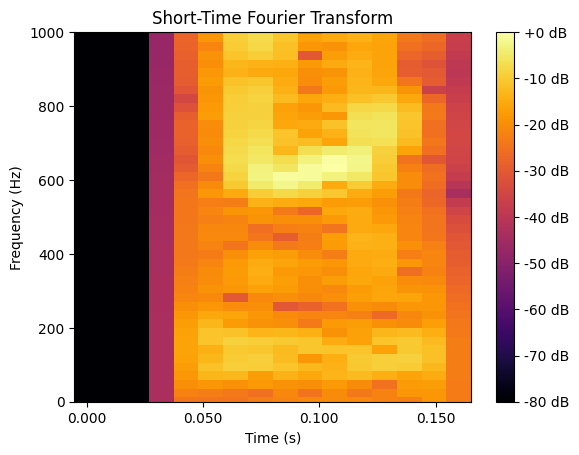 Short-Time Fourier Transform
1000
800
600
400
200
0
Frequency (Hz)
0.000
0.050
0.100
0.150
Time (s)
+0 dB
-10 dB
-20 dB
-30 dB
-40 dB
-50 dB
-60 dB
-70 dB
-80 dB